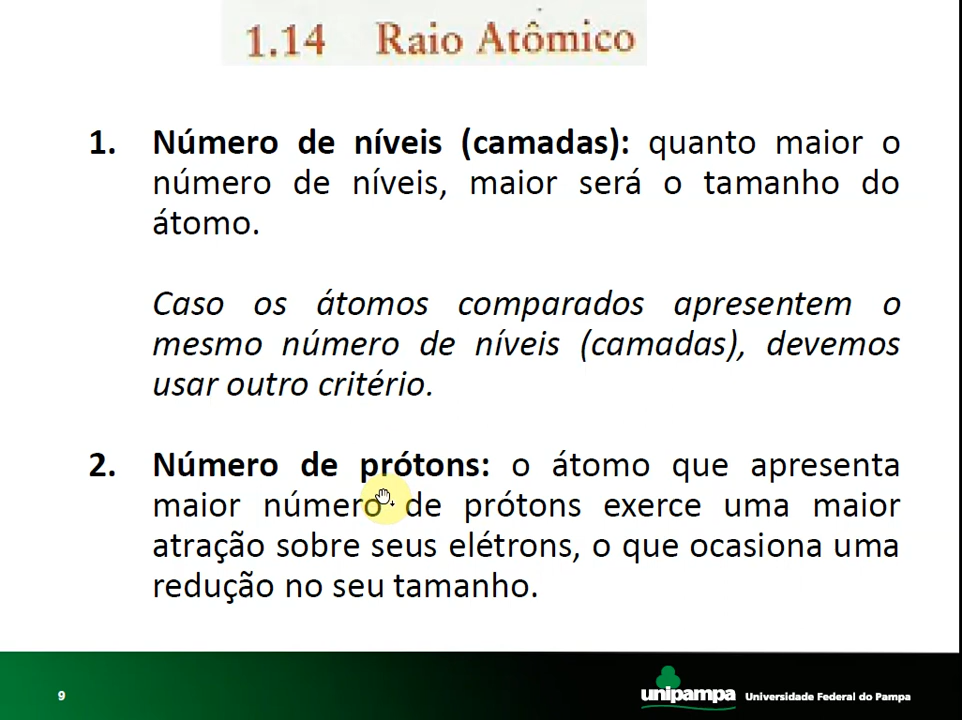 1.14 Raio Atômico
1. Número de níveis (camadas): quanto maior o
número de níveis, maior será o tamanho do
átomo.
Caso os átomos comparados apresentem o
mesmo número de níveis (camadas), devemos
usar outro critério.
2. Número de prótons: o átomo que apresenta
maior número de prótons exerce uma maior
atração sobre seus elétrons, o que ocasiona uma
redução no seu tamanho.
9
unipampa Universidade Federal do Pampa